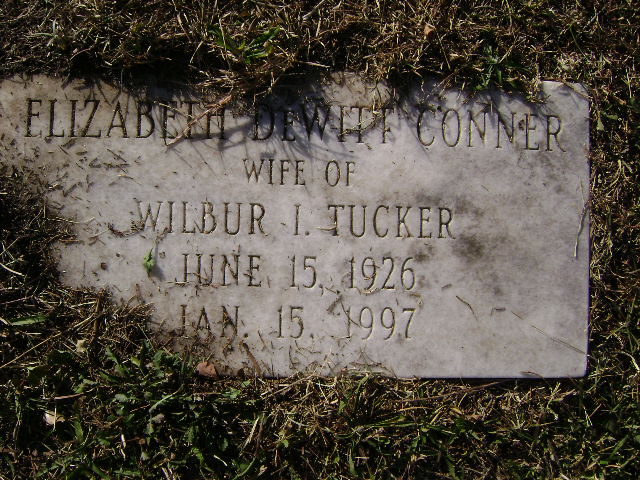 ELIZABETH DEWITT CONNER
WIFE OF
WILBUR I. TUCKER
JUNE 15, 1926
JAN. 15, 1997